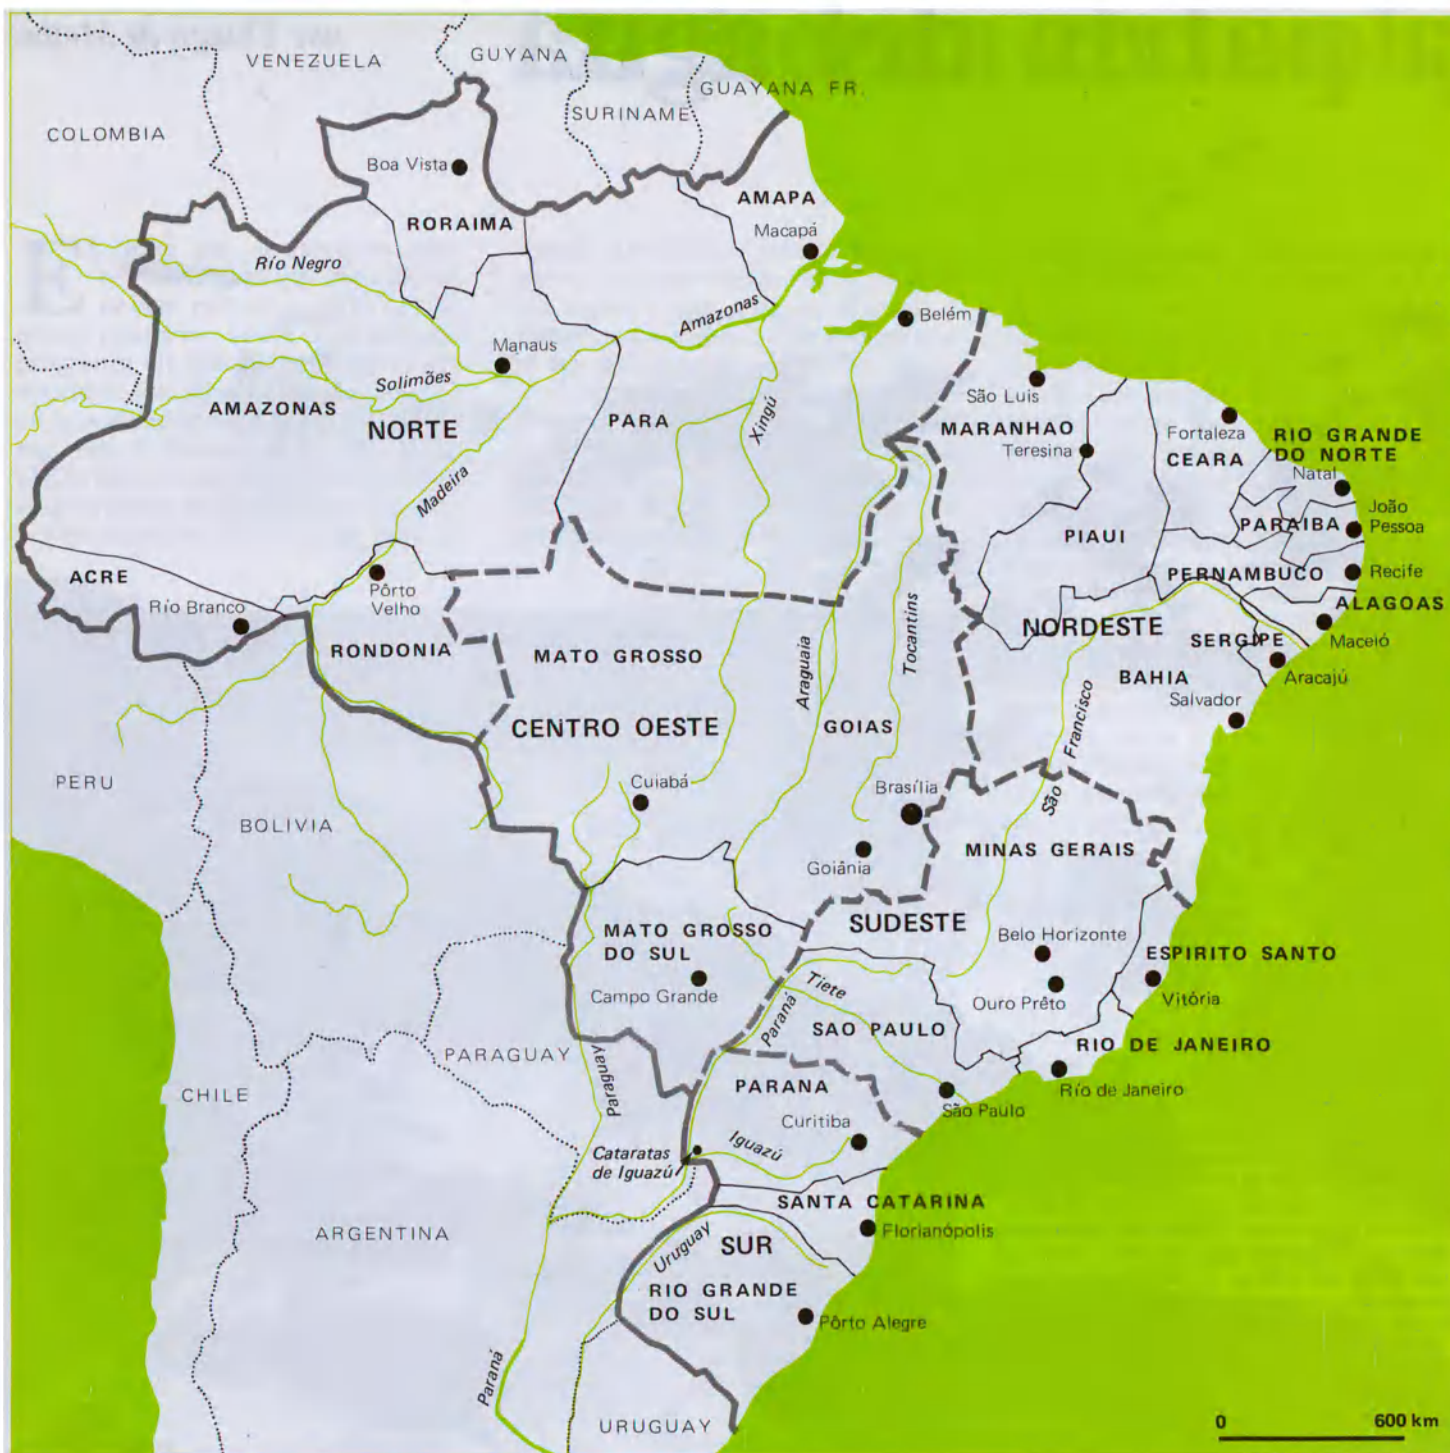 VENEZUELA
GUYANA
GUAYANA FR.
SURINAME
COLOMBIA
Boa Vista
AMAPA
RORAIMA
Macapá
Río Negro
Amazonas
Belém
Manaus
Solimões
São Luis
AMAZONAS
NORTE
PARA
Xingú
MARANHAO
Teresina
Fortaleza
CEARA
RIO GRANDE
DO NORTE
Natal
Madeira
João
Pessoa
PARAIBA
PIAUI
ACRE
Pôrto
Velho
PERNAMBUCO
Recife
Río Branco
ALAGOAS
NORDESTE
Maceió
RONDONIA
MATO GROSSO
Araguaia
Tocantins
SERGIPE
BAHIA
Aracajú
Salvador
São Francisco
CENTRO OESTE
GOIAS
PERU
Cuiabá
Brasília
BOLIVIA
MINAS GERAIS
Goiânia
SUDESTE
MATO GROSSO
DO SUL
Belo Horizonte
ESPIRITO SANTO
Campo Grande
Ouro Prêto
Vitória
Tiete
Paraná
SAO PAULO
RIO DE JANEIRO
PARAGUAY
Paraguay
PARANA
CHILE
Río de Janeiro
São Paulo
Curitiba
Iguazú
Cataratas
de Iguazú
SANTA CATARINA
Florianópolis
ARGENTINA
Uruguay
SUR
RIO GRANDE
DO SUL
Pôrto Alegre
Paraná
URUGUAY
0 600 km